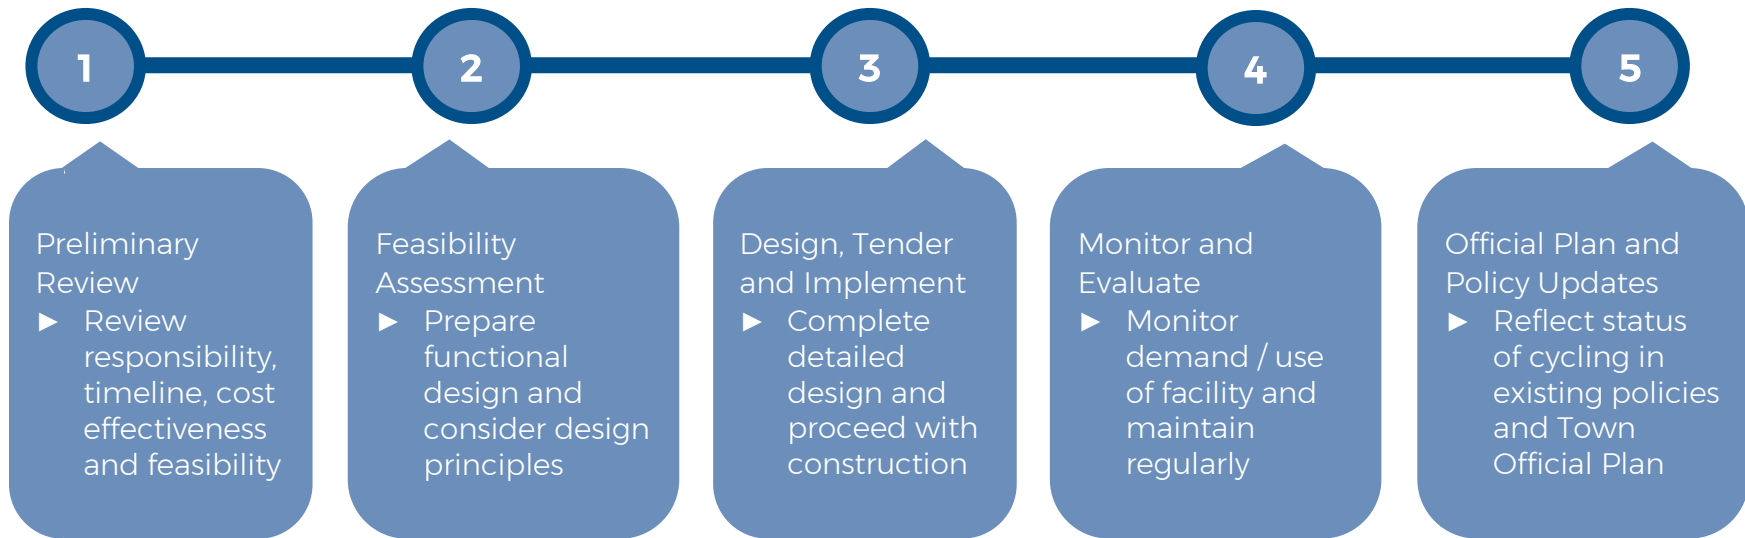 1
2
3
4
5
Preliminary
Review
► Review
responsibility,
timeline, cost
effectiveness
and feasibility
Feasibility
Assessment
► Prepare
functional
design and
consider design
principles
Design, Tender
and Implement
► Complete
detailed
design and
proceed with
construction
Monitor and
Evaluate
► Monitor
demand / use
of facility and
maintain
regularly
Official Plan and
Policy Updates
► Reflect status
of cycling in
existing policies
and Town
Official Plan